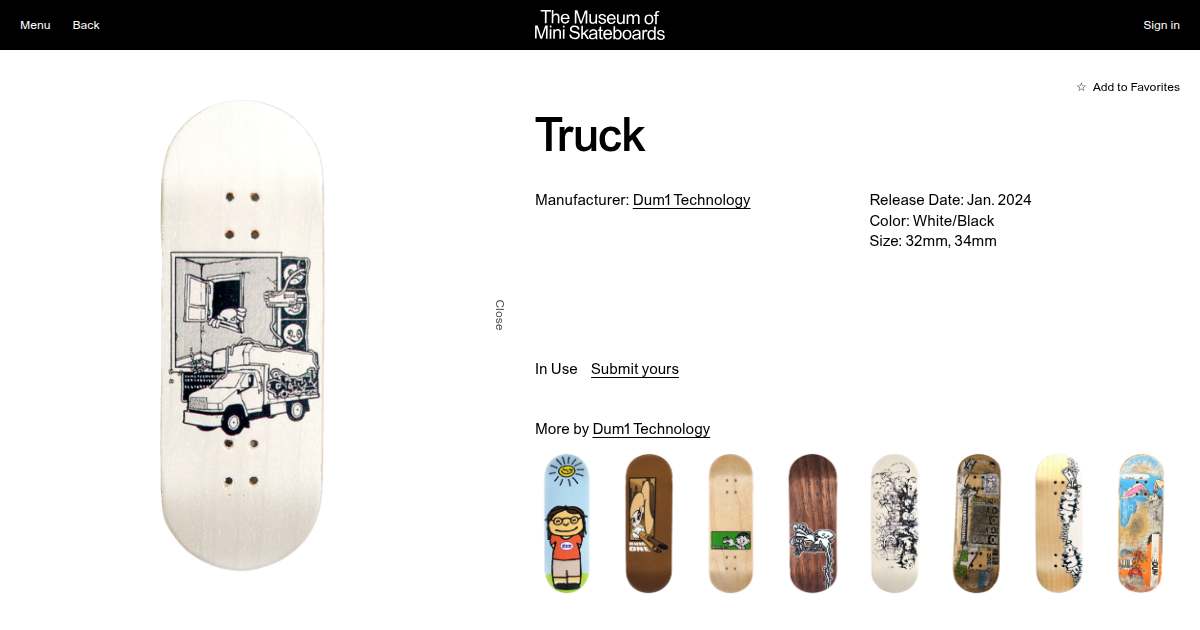 Menu
Back
The Museum of
Mini Skateboards
Sign in
☆ Add to Favorites
Truck
Manufacturer: Dum1 Technology
Release Date: Jan. 2024
Color: White/Black
Size: 32mm, 34mm
Close
In Use Submit yours
More by Dum1 Technology